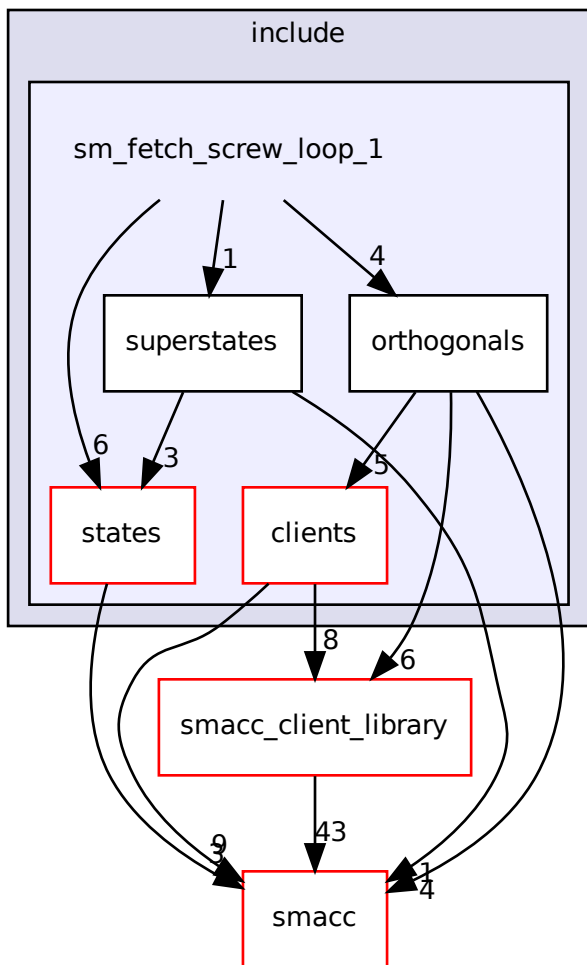 include
sm_fetch_screw_loop_1
1
4
superstates
orthogonals
6
3
5
states
clients
8
6
smacc_client_library
9
3
43
1
4
smacc